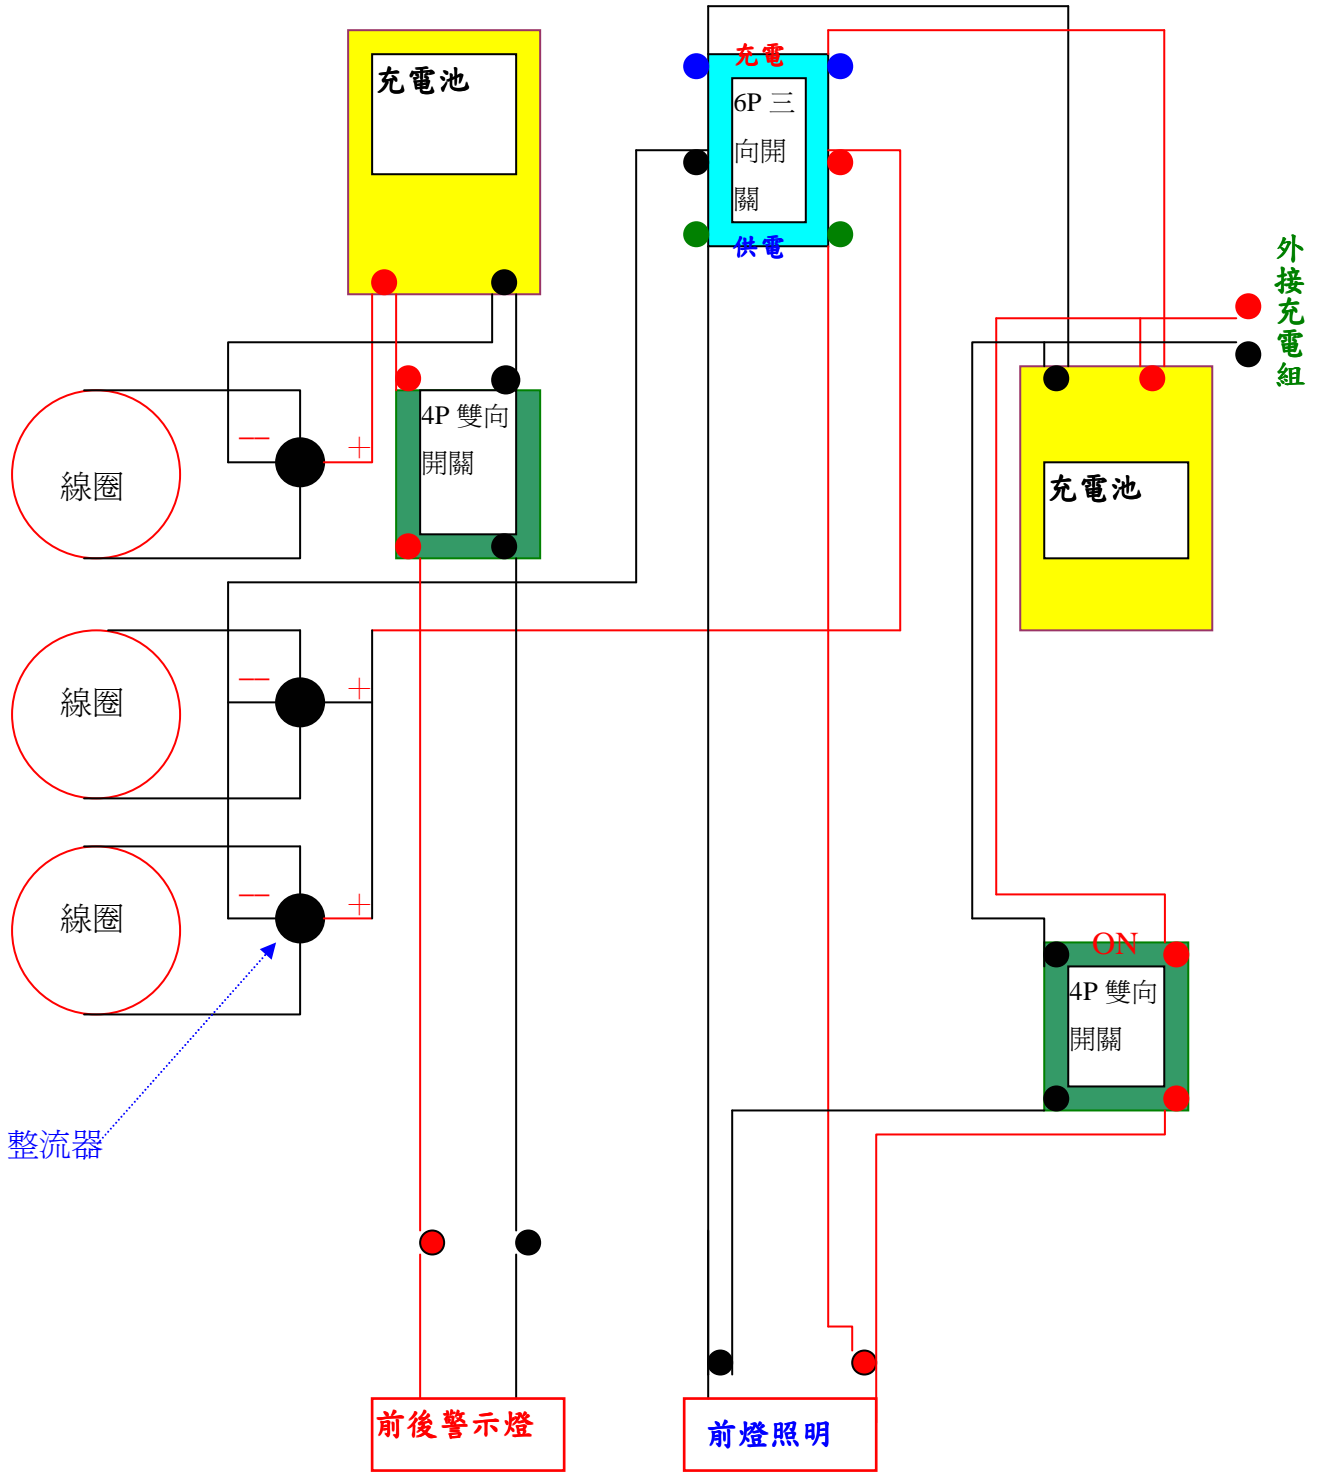 充電
充電池
6P 三
向開
關
供電
外接充電組
─
+
4P 雙向
開關
線圈
充電池
─
+
線圈
─
+
線圈
ON
4P 雙向
開關
整流器
前後警示燈
前燈照明